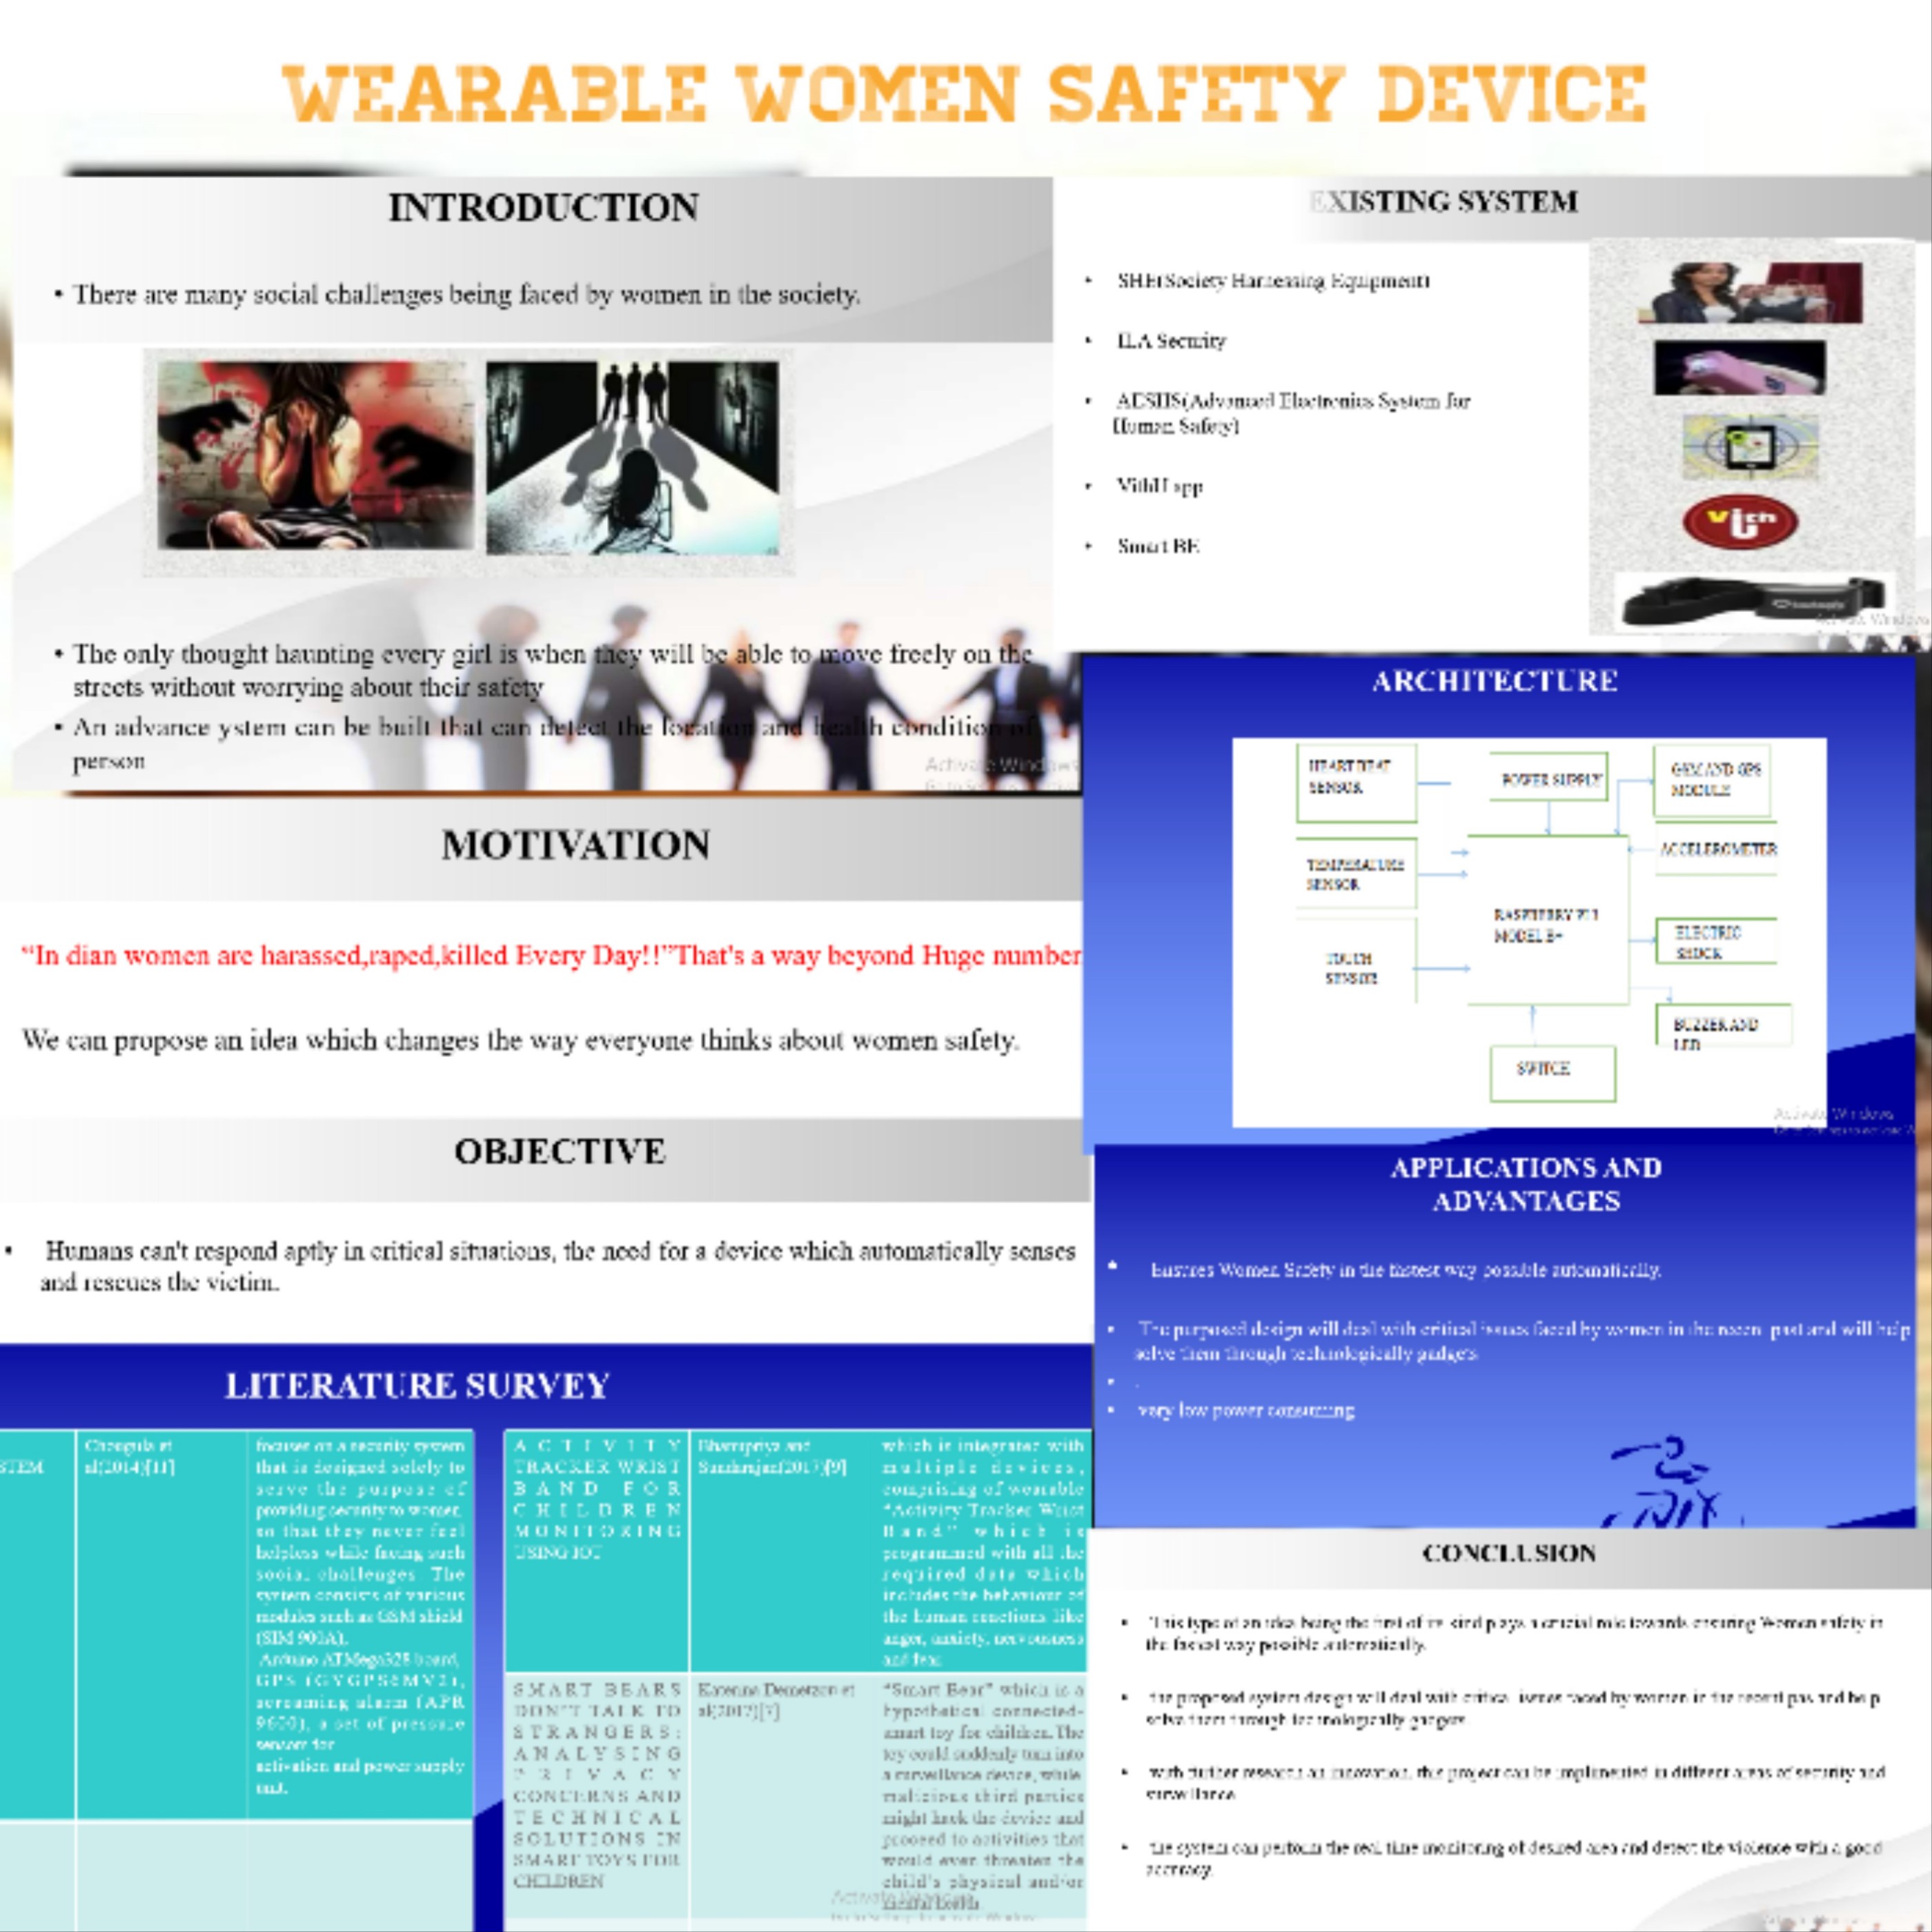 WEARABLE WOMEN SAFETY DEVICE
INTRODUCTION
• There are many social challenges being faced by women in the society.
• The only thought haunting every girl is when they will be able to move freely on the
streets without worrying about their safety
• An advance ystem can be built that can detect the location and health condition of
person
Activate Windows
MOTIVATION
“In dian women are harassed,raped,killed Every Day!!”That's a way beyond Huge number
We can propose an idea which changes the way everyone thinks about women safety.
OBJECTIVE
• Humans can't respond aptly in critical situations, the need for a device which automatically senses
and rescues the victim.
LITERATURE SURVEY
STEM
Chougula et
al(2014)[11]
focuses on a security system
that is designed solely to
serve the purpose of
providing security to women,
so that they never feel
helpless while facing such
social challenges. The
system consists of various
modules such as GSM shield
(SIM 900A),
Arduino ATMega328 board,
GPS (GYGPS6MV2),
screaming alarm (APR
9600), a set of pressure
sensors for
activation and power supply
unit.
ACTIVITY
TRACKER WRIST
BAND FOR
CHILDREN
MONITORING
USING IOT
and
which is integrated with
multiple devices,
comprising of wearable
“Activity Tracker Wrist
Band” which is
programmed with all the
required data which
includes the behaviour of
the human reactions like
anger, anxiety, nervousness
and fear.
SMART BEARS
DON'T TALK TO
STRANGERS:
ANALYSING
PRIVACY
CONCERNS AND
TECHNICAL
SOLUTIONS IN
SMART TOYS FOR
CHILDREN
Katerina Demetzou et
al(2017)[7]
“Smart Bear” which is a
hypothetical connected-
smart toy for children. The
toy could suddenly turn into
a surveillance device, while
malicious third parties
might hack the device and
proceed to activities that
would even threaten the
child's physical and/or
mental health
Activate Windows
EXISTING SYSTEM
• SHE(Society Harnessing Equipment)
• ILA Security
• AESHS(Advanced Electronics System for
Human Safety)
• VithU app
• Smart BE
VithU
Activate Windows
ARCHITECTURE
HEART BEAT
SENSOR
POWER SUPPLY
GSM AND GPS
MODULE
TEMPERATURE
SENSOR
ACCELEROMETER
RASPBERRY PI 3
MODEL B+
TOUCH
SENSOR
ELECTRIC
SHOCK
BUZZER AND
LED
SWITCH
Activate Windows
APPLICATIONS AND
ADVANTAGES
• Ensures Women Safety in the fastest way possible automatically.
• The purposed design will deal with critical issues faced by women in the recent past and will help
solve them through technologically gadgets
• .
• very low power consuming
CONCLUSION
• This type of an idea being the first of its kind plays a crucial role towards ensuring Women safety in
the fastest way possible automatically.
• the proposed system design will deal with critical issues faced by women in the recent pas and help
solve them through technologically gadgets
• with further research an innovation, this project can be implimented in different areas of security and
surveillance
• the system can perform the real time monitoring of desired area and detect the violence with a good
accuracy.